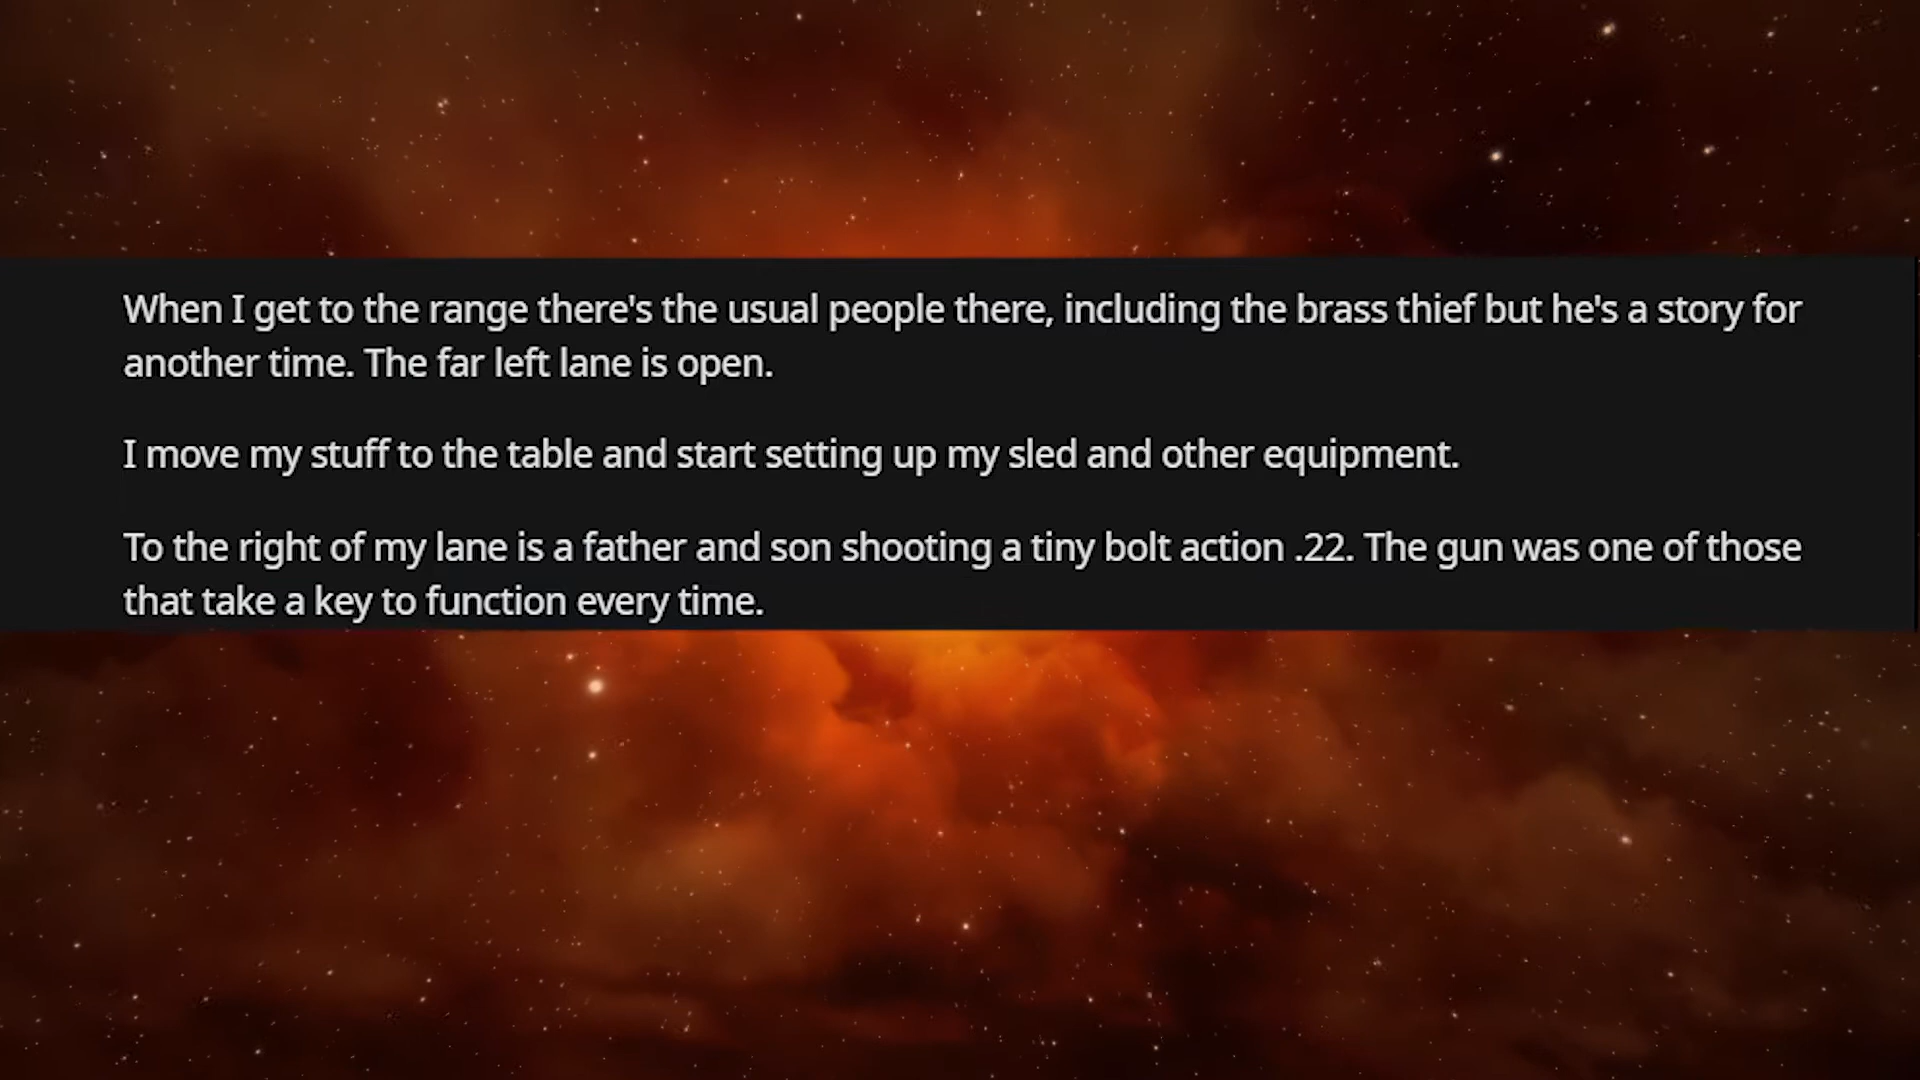 When I get to the range there's the usual people there, including the brass thief but he's a story for
another time. The far left lane is open.
I move my stuff to the table and start setting up my sled and other equipment.
To the right of my lane is a father and son shooting a tiny bolt action .22. The gun was one of those
that take a key to function every time.